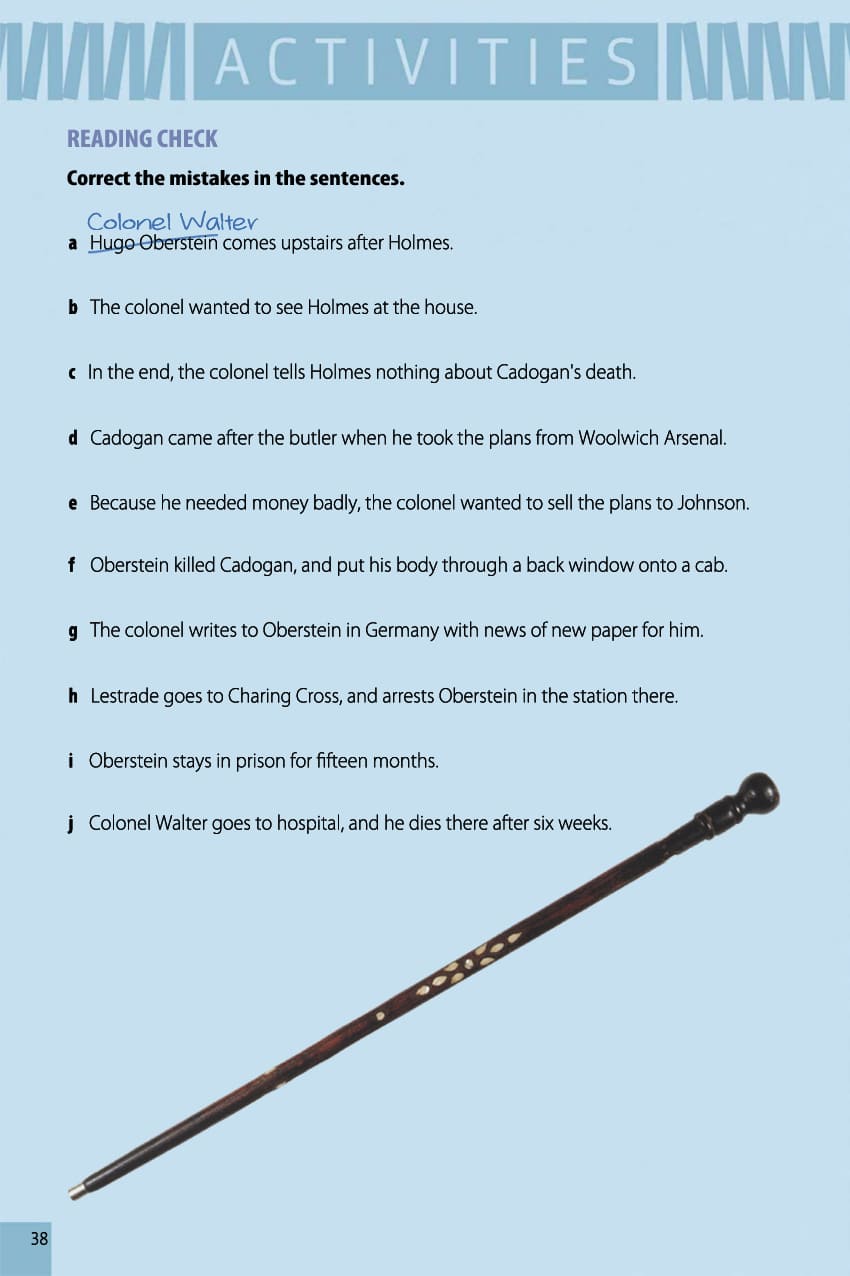 ACTIVITIES
READING CHECK
Correct the mistakes in the sentences.
Colonel Walter
a Hugo Oberstein comes upstairs after Holmes.
b The colonel wanted to see Holmes at the house.
c In the end, the colonel tells Holmes nothing about Cadogan's death.
d Cadogan came after the butler when he took the plans from Woolwich Arsenal.
e Because he needed money badly, the colonel wanted to sell the plans to Johnson.
f Oberstein killed Cadogan, and put his body through a back window onto a cab.
g The colonel writes to Oberstein in Germany with news of new paper for him.
h Lestrade goes to Charing Cross, and arrests Oberstein in the station there.
i Oberstein stays in prison for fifteen months.
j Colonel Walter goes to hospital, and he dies there after six weeks.
38